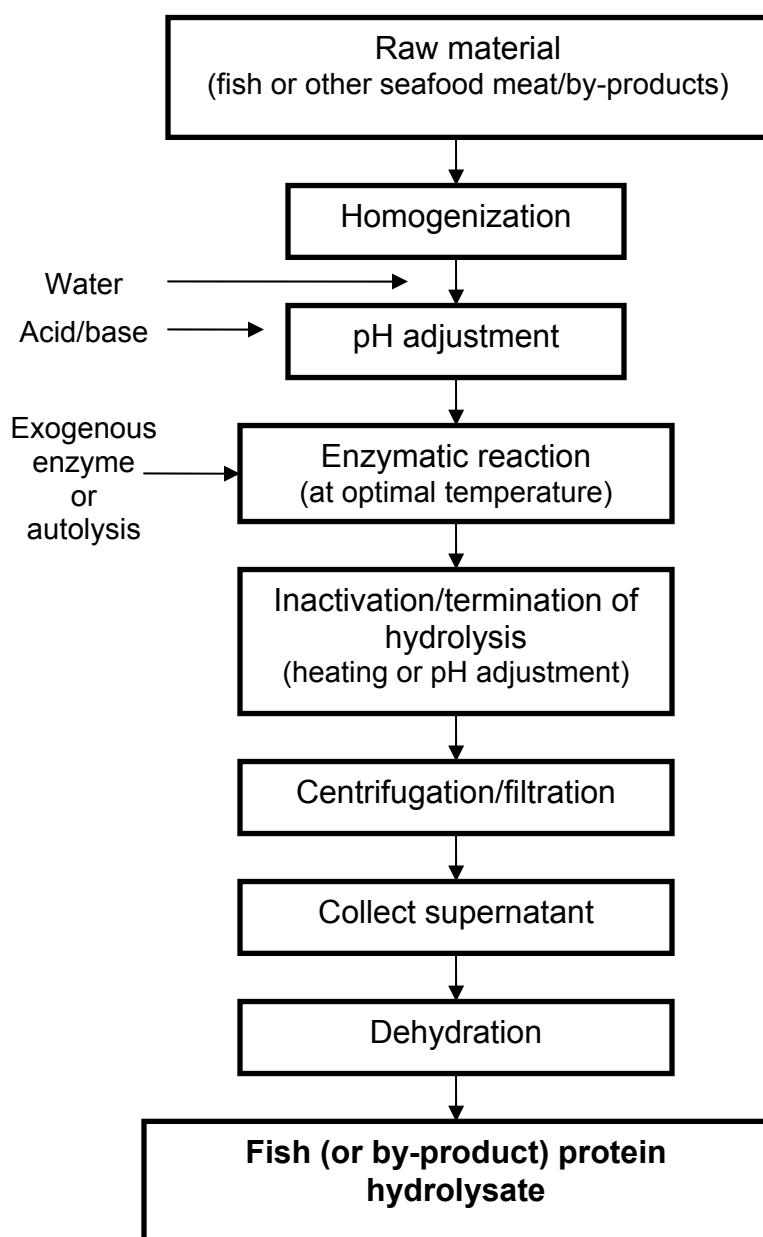 Raw material
(fish or other seafood meat/by-products)
Homogenization
Water
Acid/base
pH adjustment
Exogenous
enzyme
or
autolysis
Enzymatic reaction
(at optimal temperature)
Inactivation/termination of
hydrolysis
(heating or pH adjustment)
Centrifugation/filtration
Collect supernatant
Dehydration
Fish (or by-product) protein
hydrolysate